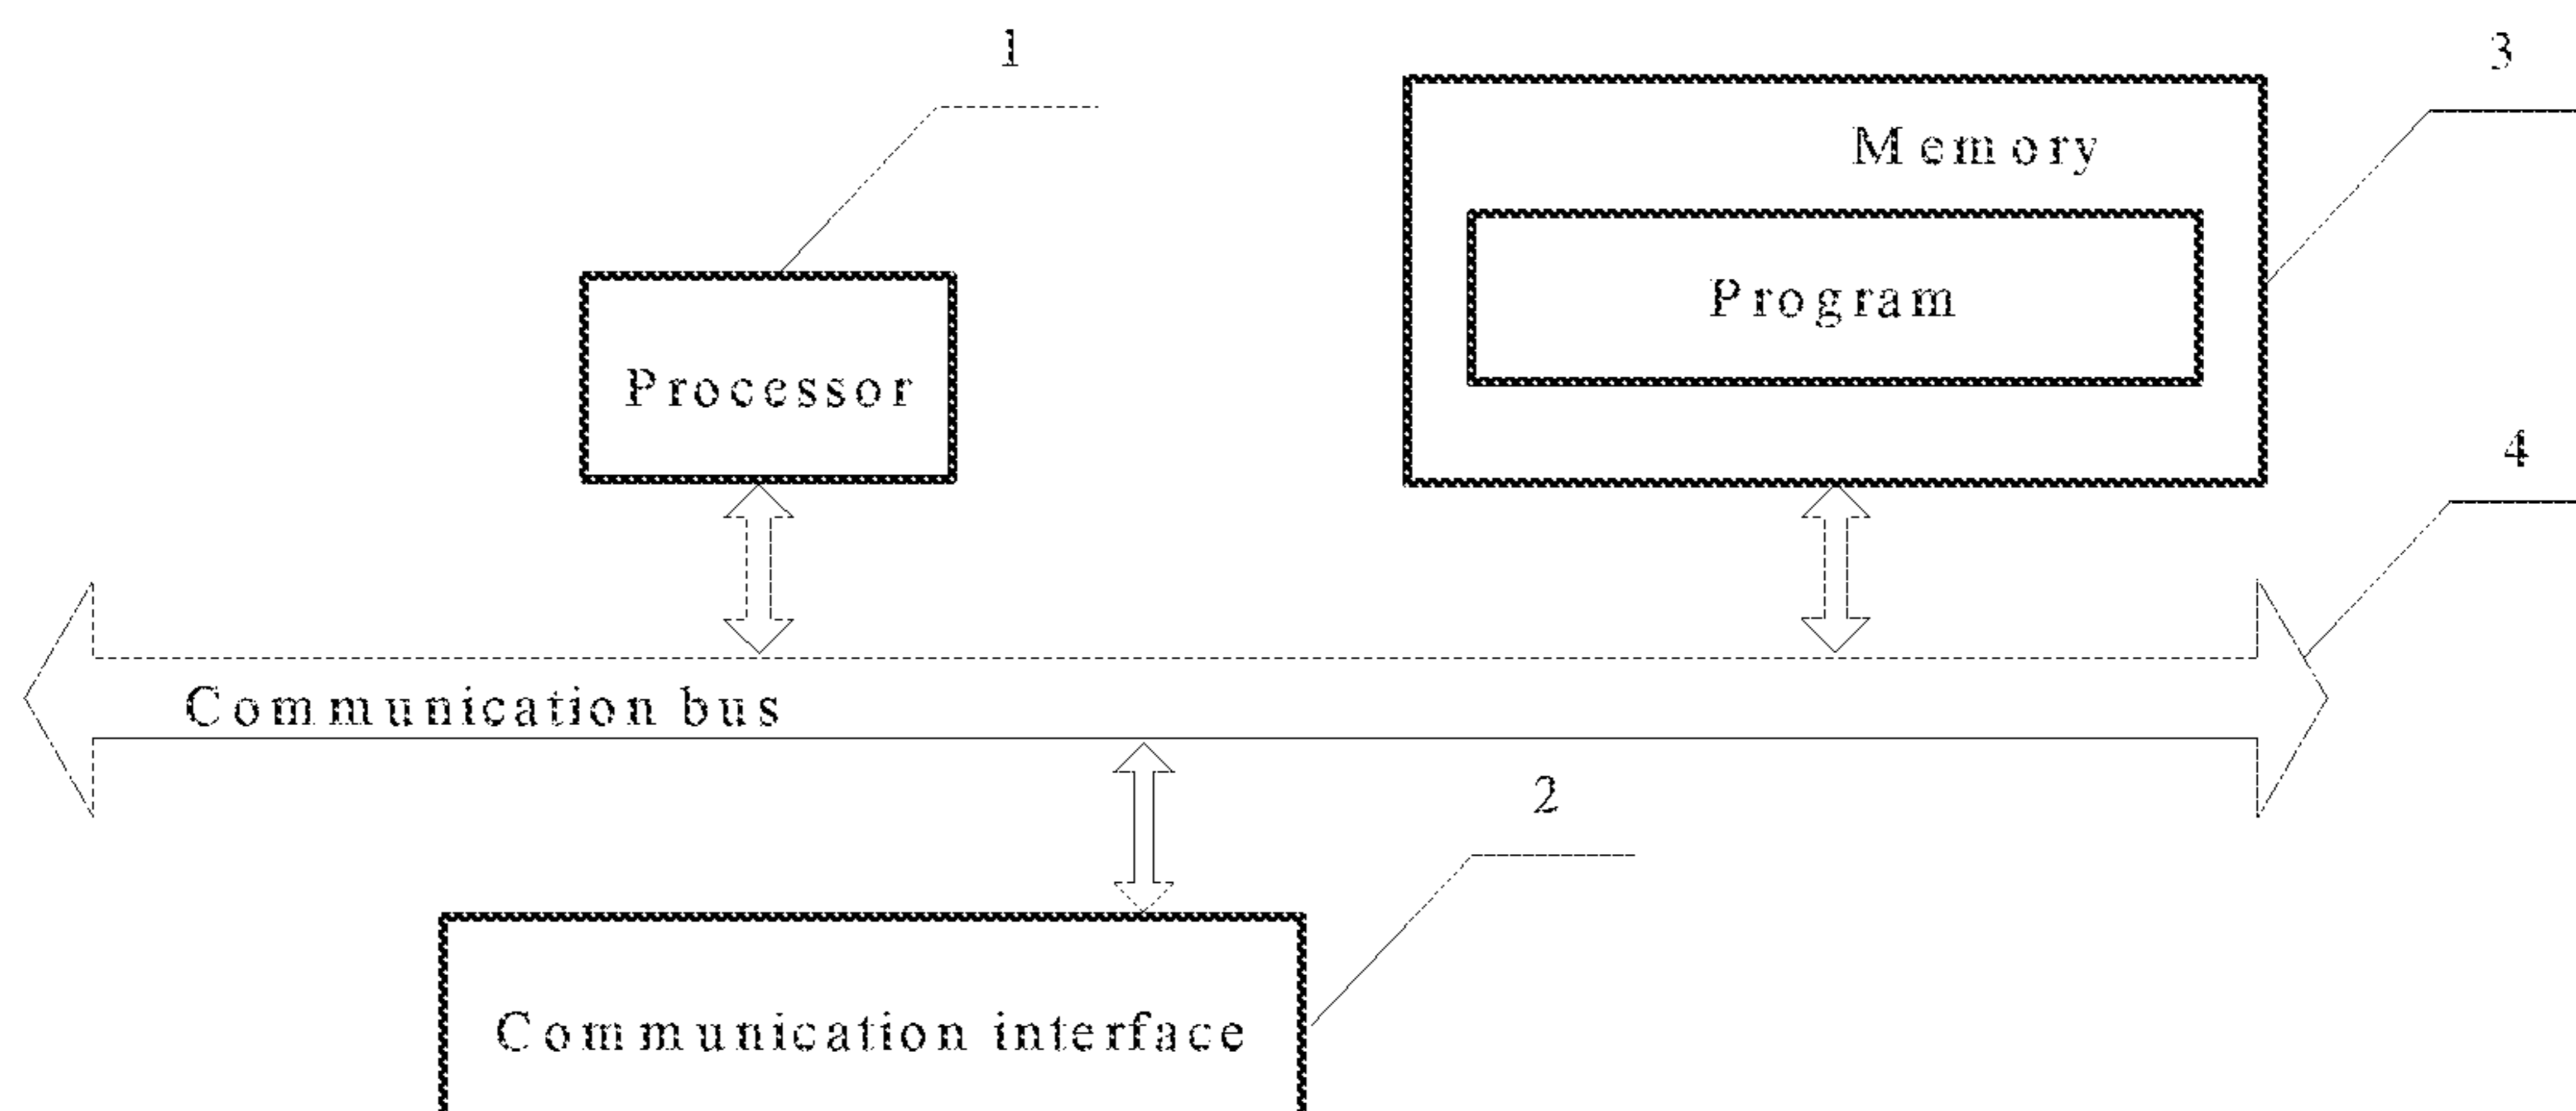 1
3
Memory
Program
Processor
4
Communication bus
2
Communication interface